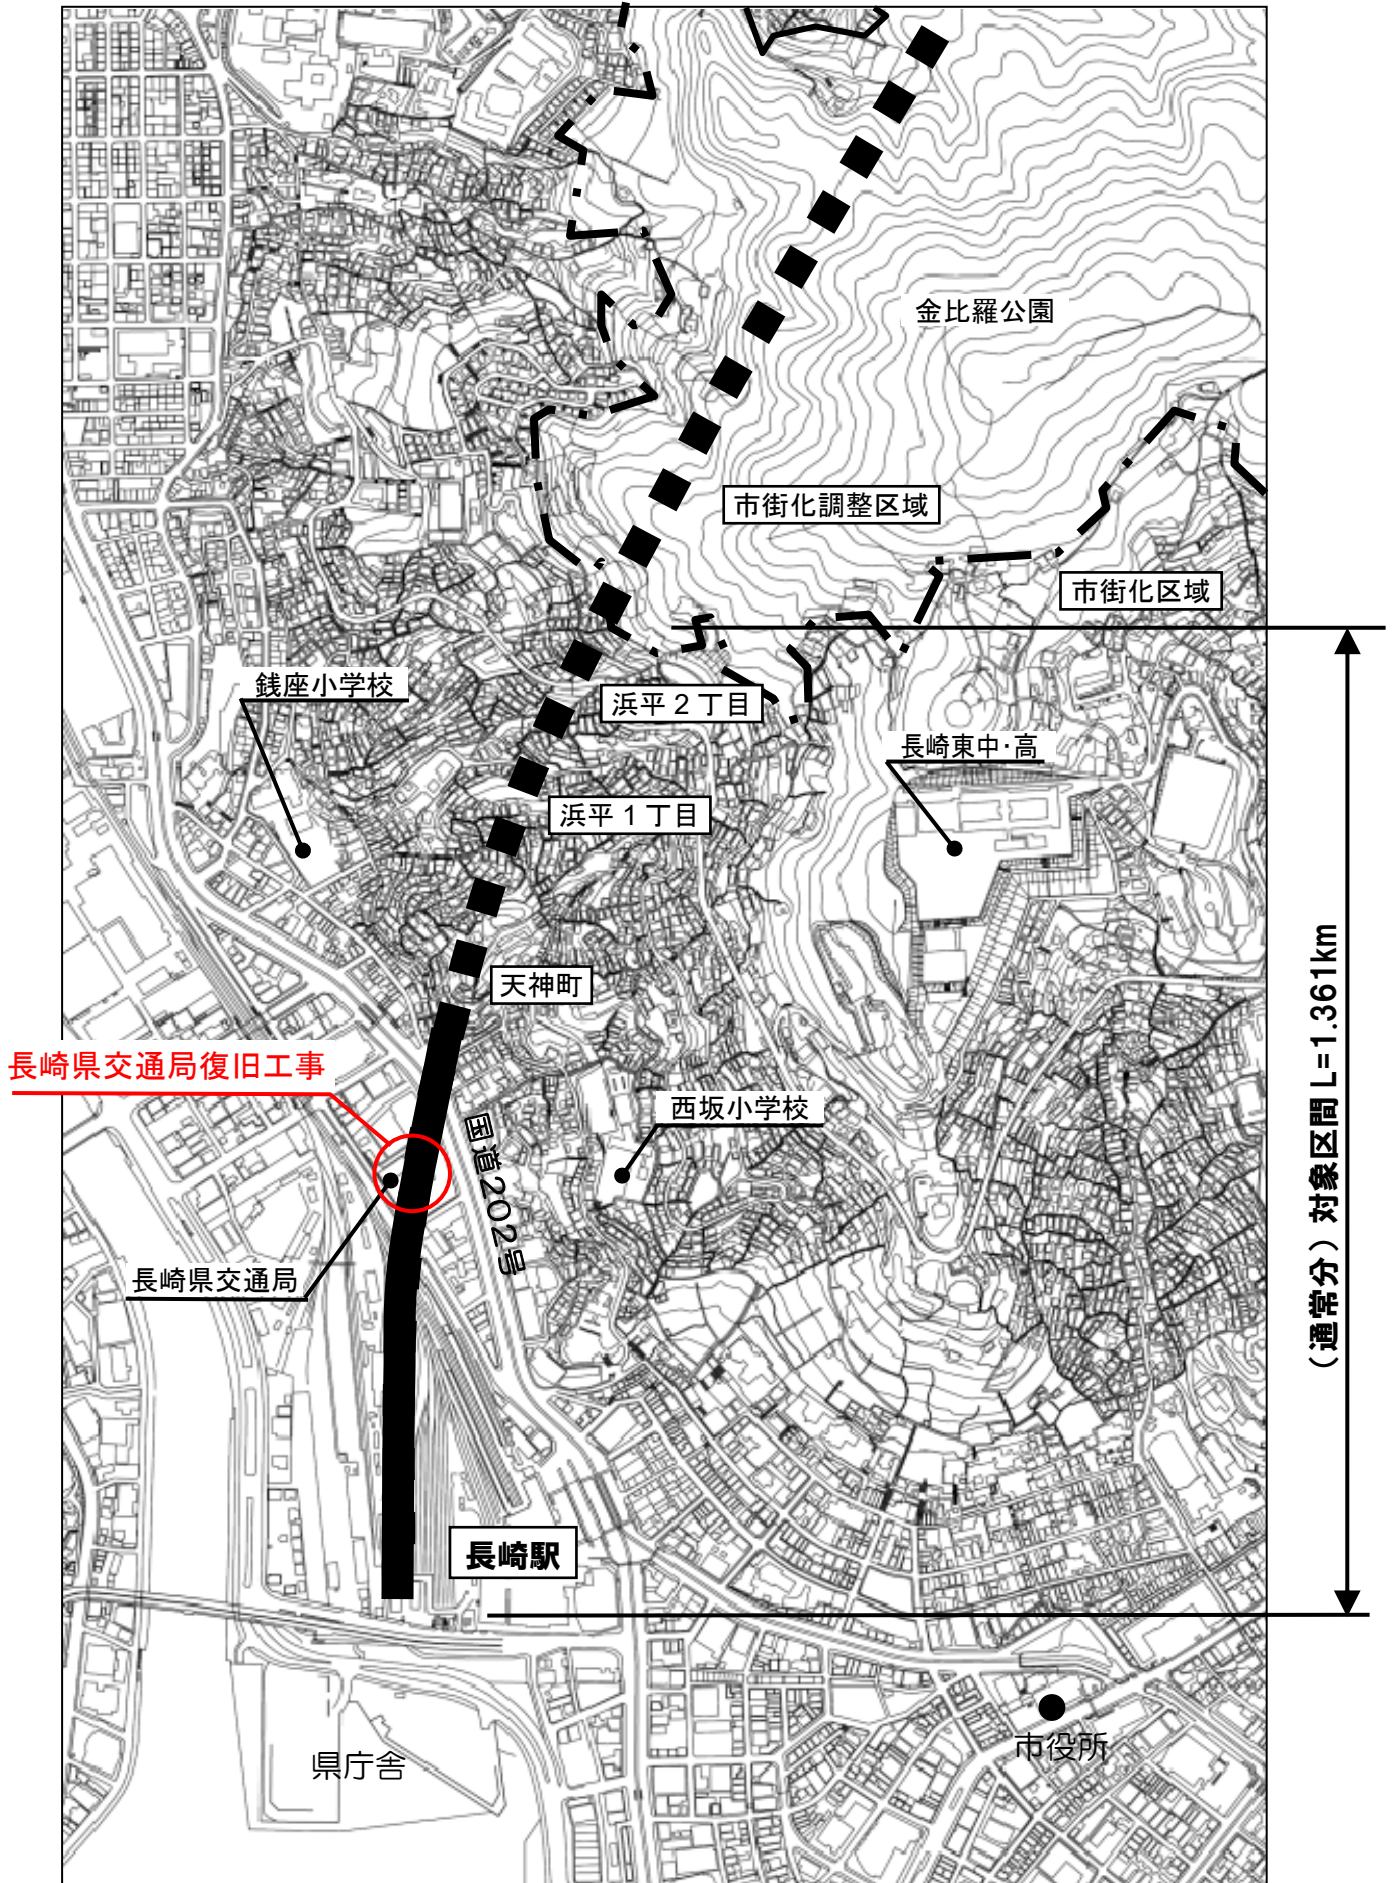 金比羅公園
市街化調整区域
市街化区域
銭座小学校
浜平２丁目
長崎東中・高
浜平１丁目
天神町
長崎県交通局復旧工事
西坂小学校
国道202号
（通常分）対象区間 L=1.361km
長崎県交通局
長崎駅
市役所
県庁舎